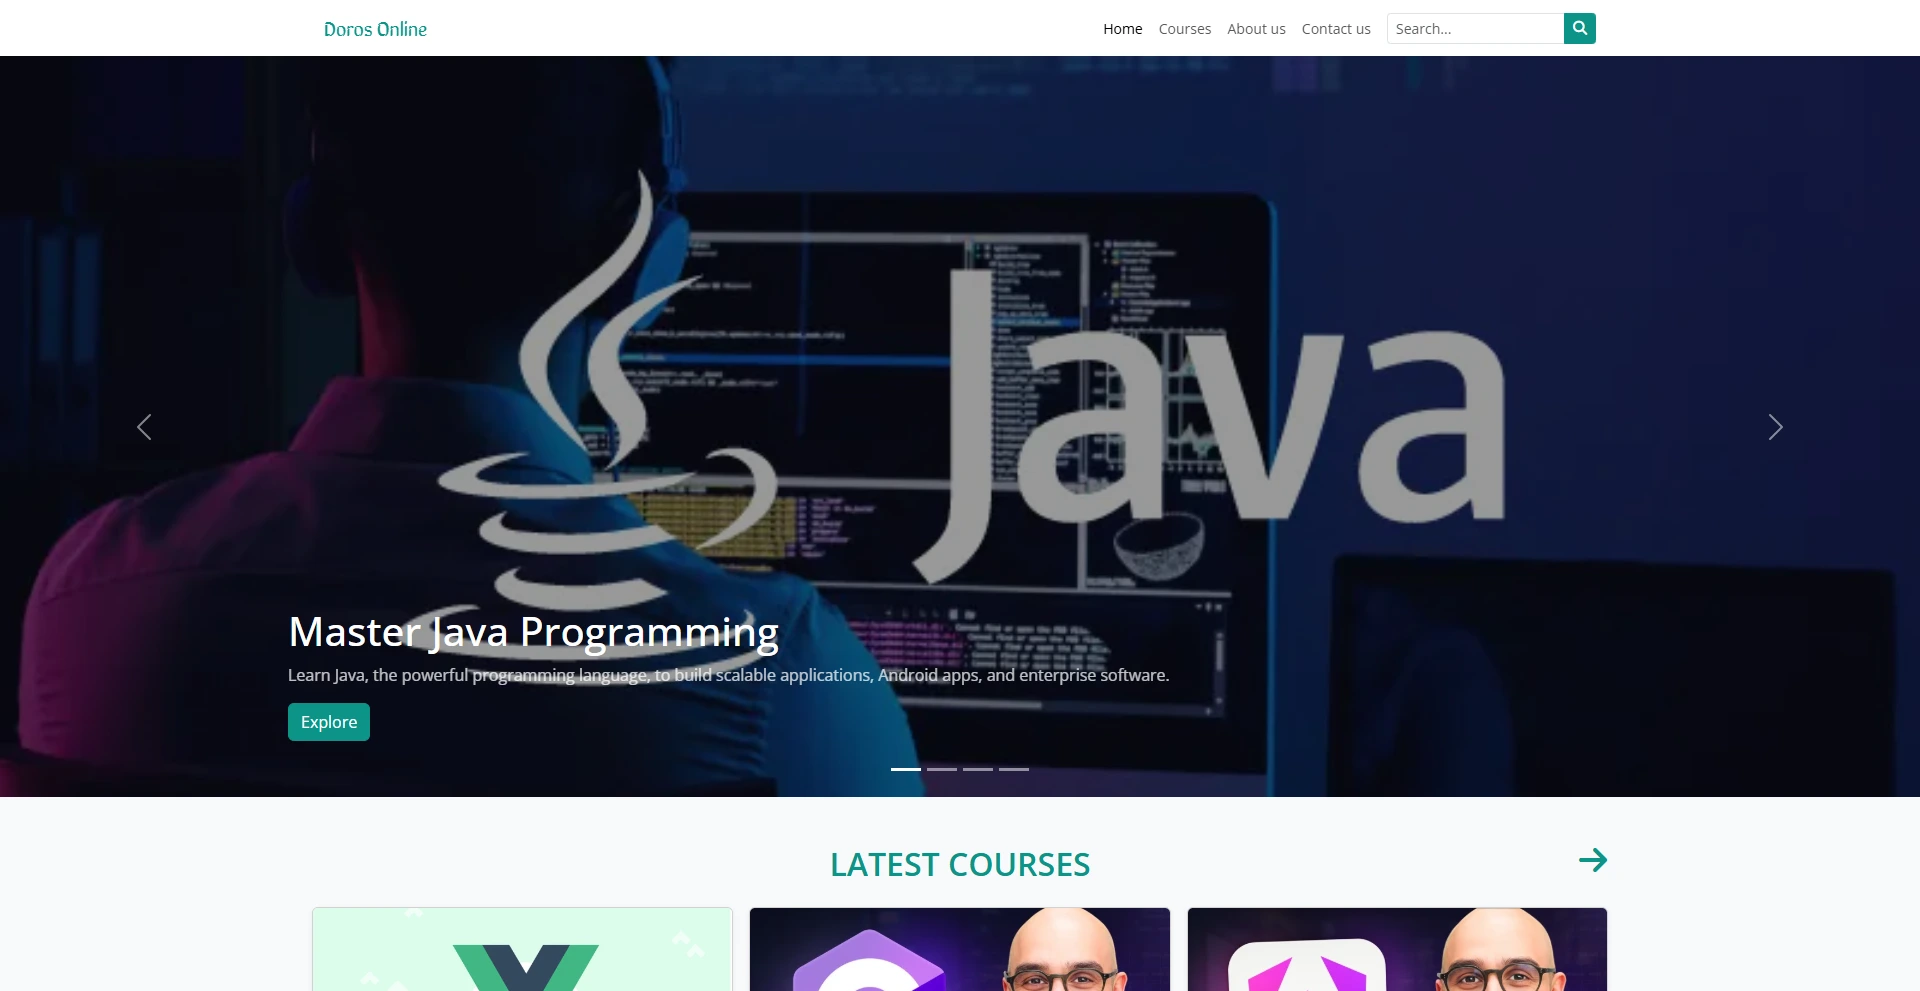 Doros Online
Home
Courses
About us
Contact us
Search...
Java
Master Java Programming
Learn Java, the powerful programming language, to build scalable applications, Android apps, and enterprise software.
Explore
LATEST COURSES